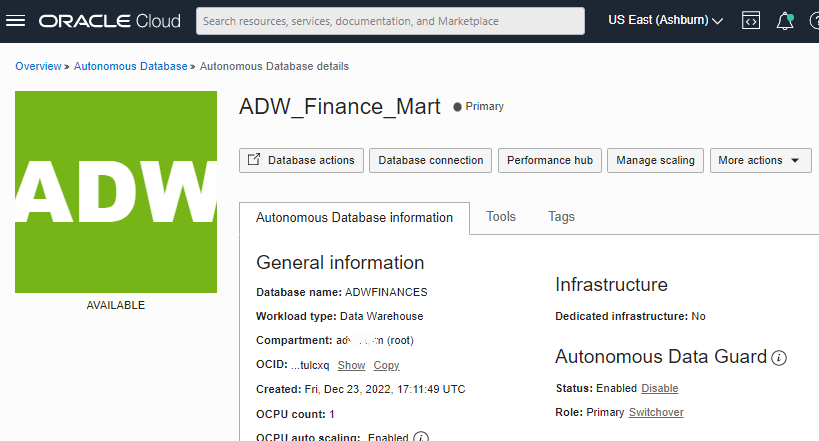 ORACLE Cloud
Search resources, services, documentation, and Marketplace
US East (Ashburn)
Overview » Autonomous Database » Autonomous Database details
ADW
AVAILABLE
ADW_Finance_Mart
Primary
Database actions
Database connection
Performance hub
Manage scaling
More actions
Autonomous Database information
Tools
Tags
General information
Database name: ADWFINANCES
Workload type: Data Warehouse
Compartment: (root)
OCID: ...tulcxq Show Copy
Created: Fri, Dec 23, 2022, 17:11:49 UTC
OCPU count: 1
OCPU auto scaling: Enabled
Infrastructure
Dedicated infrastructure: No
Autonomous Data Guard
Status: Enabled Disable
Role: Primary Switchover